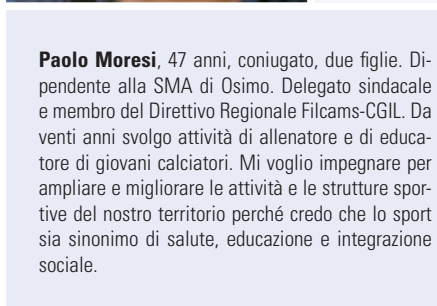 Paolo Moresi, 47 anni, coniugato, due figlie. Di-
pendente alla SMA di Osimo. Delegato sindacale
e membro del Direttivo Regionale Filcams-CGIL. Da
venti anni svolgo attività di allenatore e di educa-
tore di giovani calciatori. Mi voglio impegnare per
ampliare e migliorare le attività e le strutture spor-
tive del nostro territorio perché credo che lo sport
sia sinonimo di salute, educazione e integrazione
sociale.